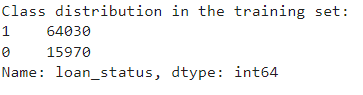 Class distribution in the training set:
1    64030
0    15970
Name: loan_status, dtype: int64